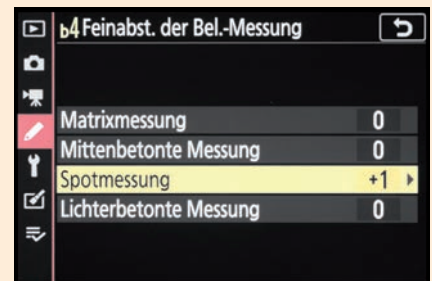 b4 Feinabst. der Bel.-Messung
Matrixmessung 0
Mittenbetonte Messung 0
Spotmessung +1
Lichterbetonte Messung 0